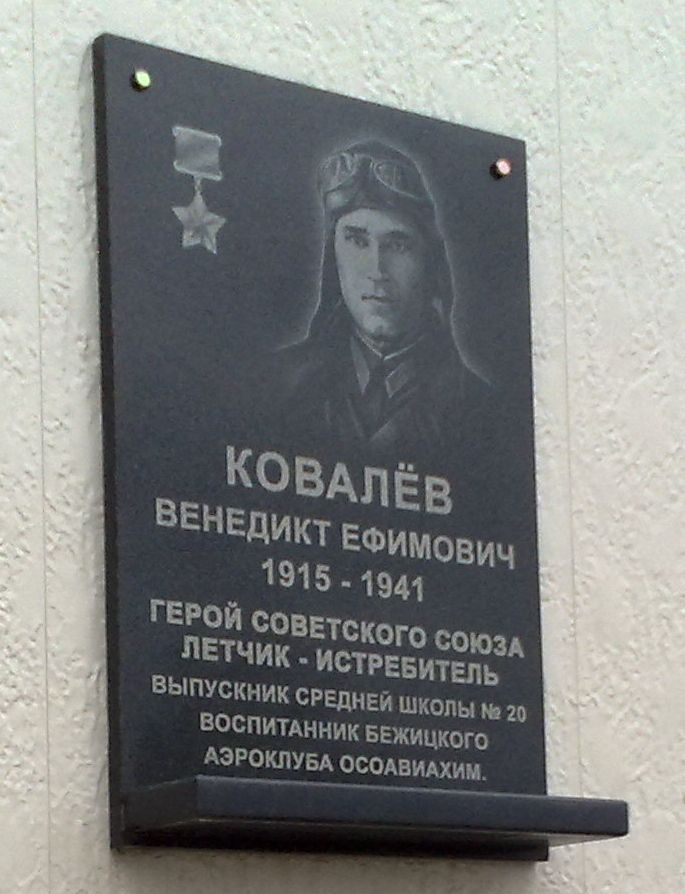 КОВАЛЁВ
ВЕНЕДИКТ ЕФИМОВИЧ
1915 - 1941
ГЕРОЙ СОВЕТСКОГО СОЮЗА
ЛЕТЧИК - ИСТРЕБИТЕЛЬ
ВЫПУСКНИК СРЕДНЕЙ ШКОЛЫ № 20
ВОСПИТАННИК БЕЖИЦКОГО
АЭРОКЛУБА ОСОАВИАХИМ.